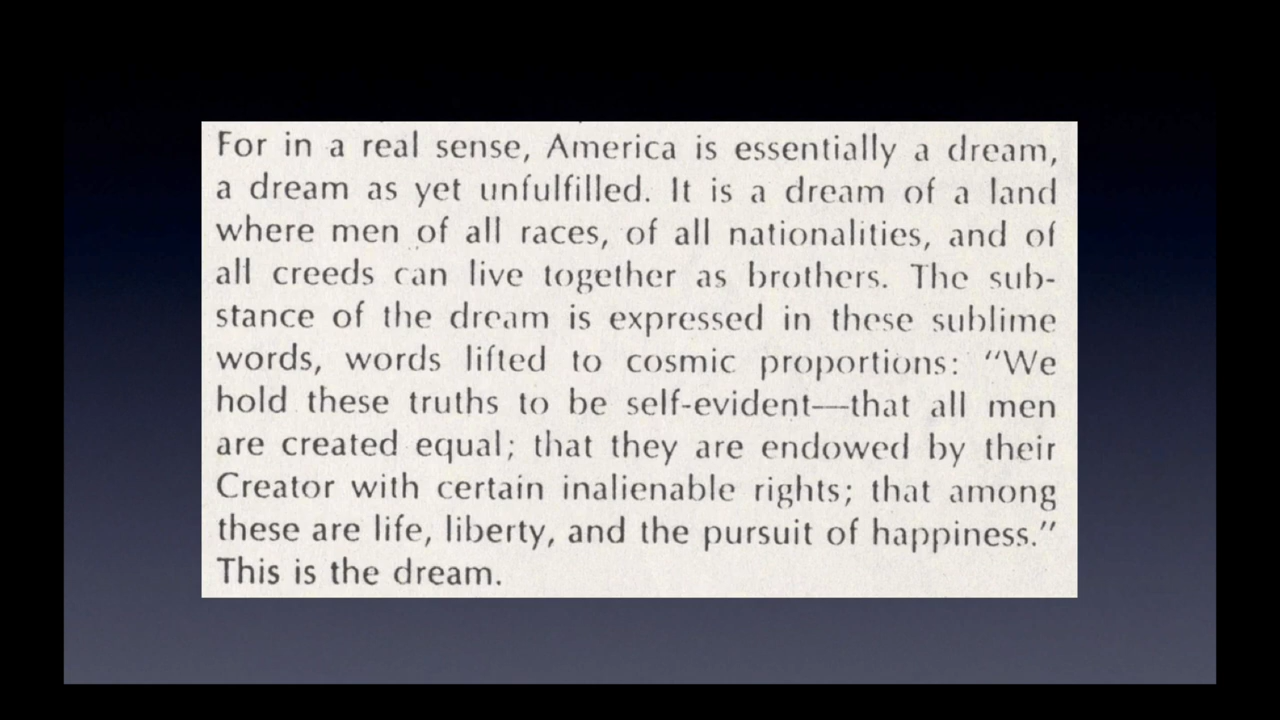 For in a real sense, America is essentially a dream,
a dream as yet unfulfilled. It is a dream of a land
where men of all races, of all nationalities, and of
all creeds can live together as brothers. The sub-
stance of the dream is expressed in these sublime
words, words lifted to cosmic proportions: “We
hold these truths to be self-evident—that all men
are created equal; that they are endowed by their
Creator with certain inalienable rights; that among
these are life, liberty, and the pursuit of happiness.”
This is the dream.